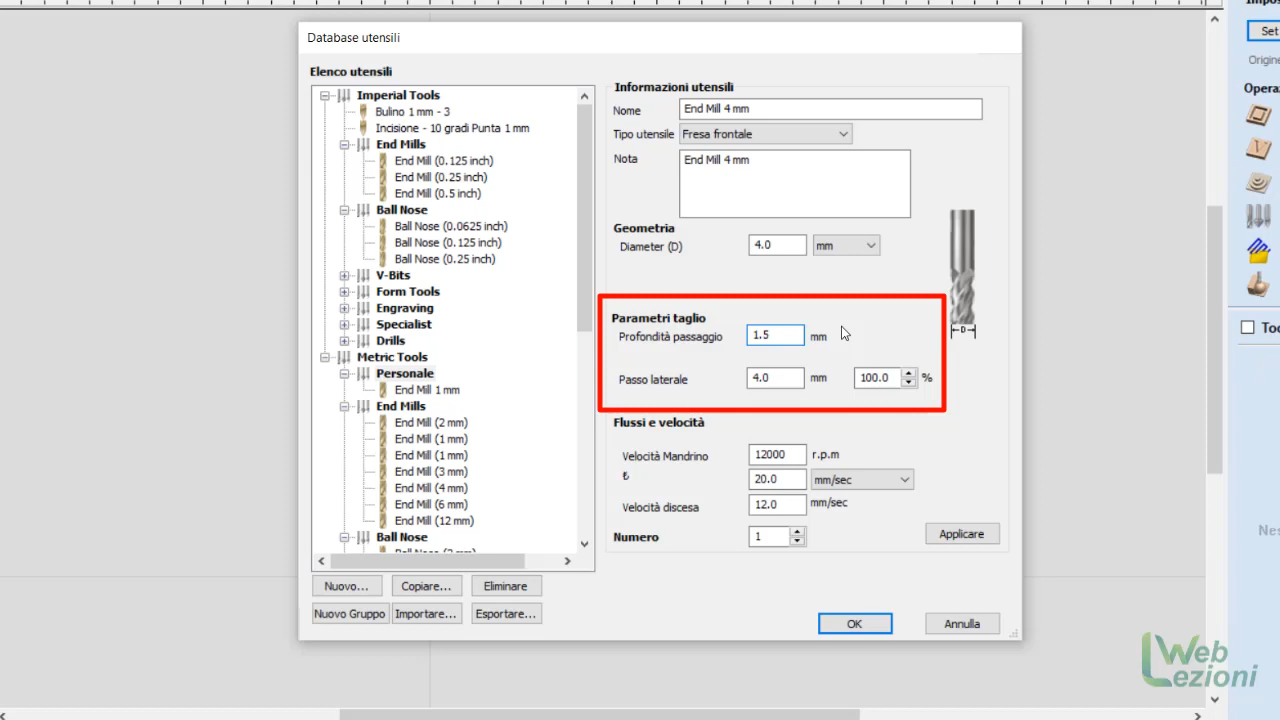 Database utensili
Elenco utensili
Imperial Tools
Bulino 1 mm - 3
Incisione - 10 gradi Punta 1 mm
End Mills
End Mill (0.125 inch)
End Mill (0.25 inch)
End Mill (0.5 inch)
Ball Nose
Ball Nose (0.0625 inch)
Ball Nose (0.125 inch)
Ball Nose (0.25 inch)
V-Bits
Form Tools
Engraving
Specialist
Drills
Metric Tools
Personale
End Mill 1 mm
End Mills
End Mill (2 mm)
End Mill (1 mm)
End Mill (1 mm)
End Mill (3 mm)
End Mill (4 mm)
End Mill (6 mm)
End Mill (12 mm)
Ball Nose
Nuovo... Copiare... Eliminare
Nuovo Gruppo Importare... Esportare...
Informazioni utensili
Nome End Mill 4 mm
Tipo utensile Fresa frontale
Nota End Mill 4 mm
Geometria
Diameter (D) 4.0 mm
D
Parametri taglio
Profondità passaggio 1.5 mm
Passo laterale 4.0 mm 100.0 %
Flussi e velocità
Velocità Mandrino 12000 r.p.m
₺ 20.0 mm/sec
Velocità discesa 12.0 mm/sec
Numero 1 Applicare
OK Annulla
Set
Web
Lezioni